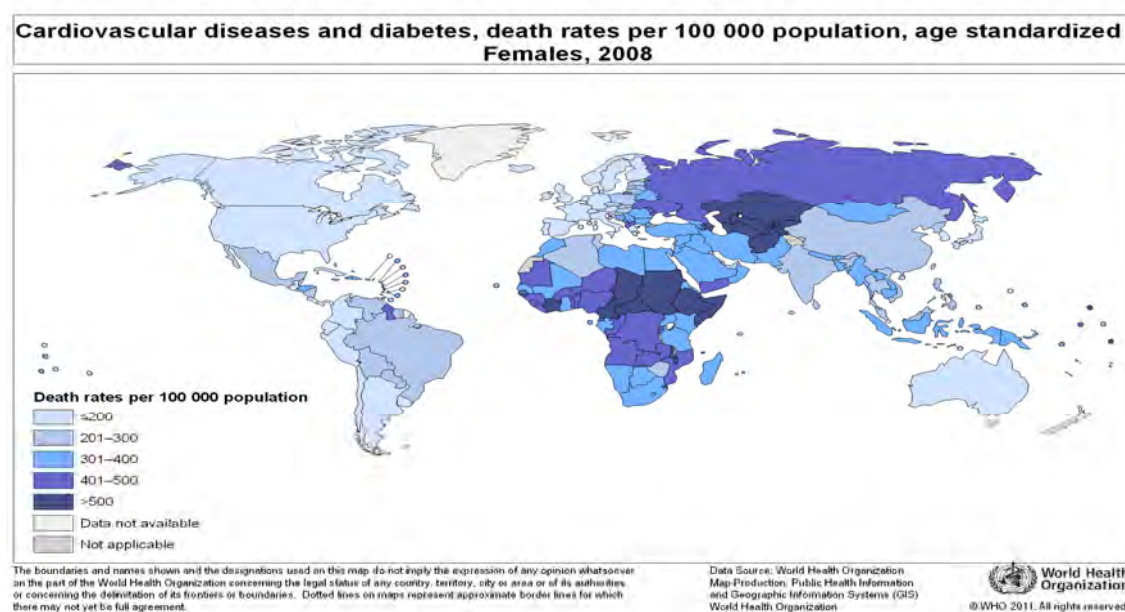 Cardiovascular diseases and diabetes, death rates per 100 000 population, age standardized
Females, 2008
Death rates per 100 000 population
≤200
201–300
301–400
401–500
>500
Data not available
Not applicable
The boundaries and names shown and the designations used on this map do not imply the expression of any opinion whatsoever
on the part of the World Health Organization concerning the legal status of any country, territory, city or area or of its authorities,
or concerning the delimitation of its frontiers or boundaries. Dotted lines on maps represent approximate border lines for which
there may not yet be full agreement.
Data Source: World Health Organization
Map Production: Public Health Information
and Geographic Information Systems (GIS)
World Health Organization
World Health
Organization
© WHO 2011. All rights reserved